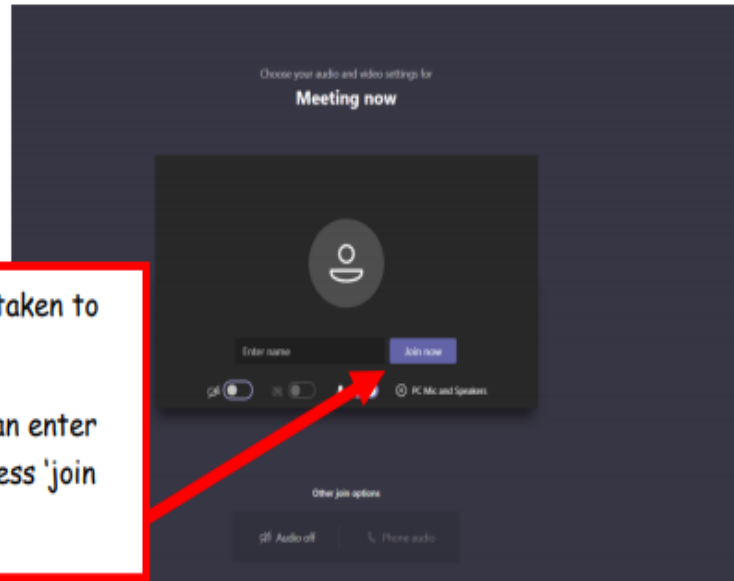 Choose your audio and video settings for
Meeting now
taken to
an enter
ess 'join
Enter name
Join now
PC Mic and Speakers
Other join options
Audio off
Phone audio